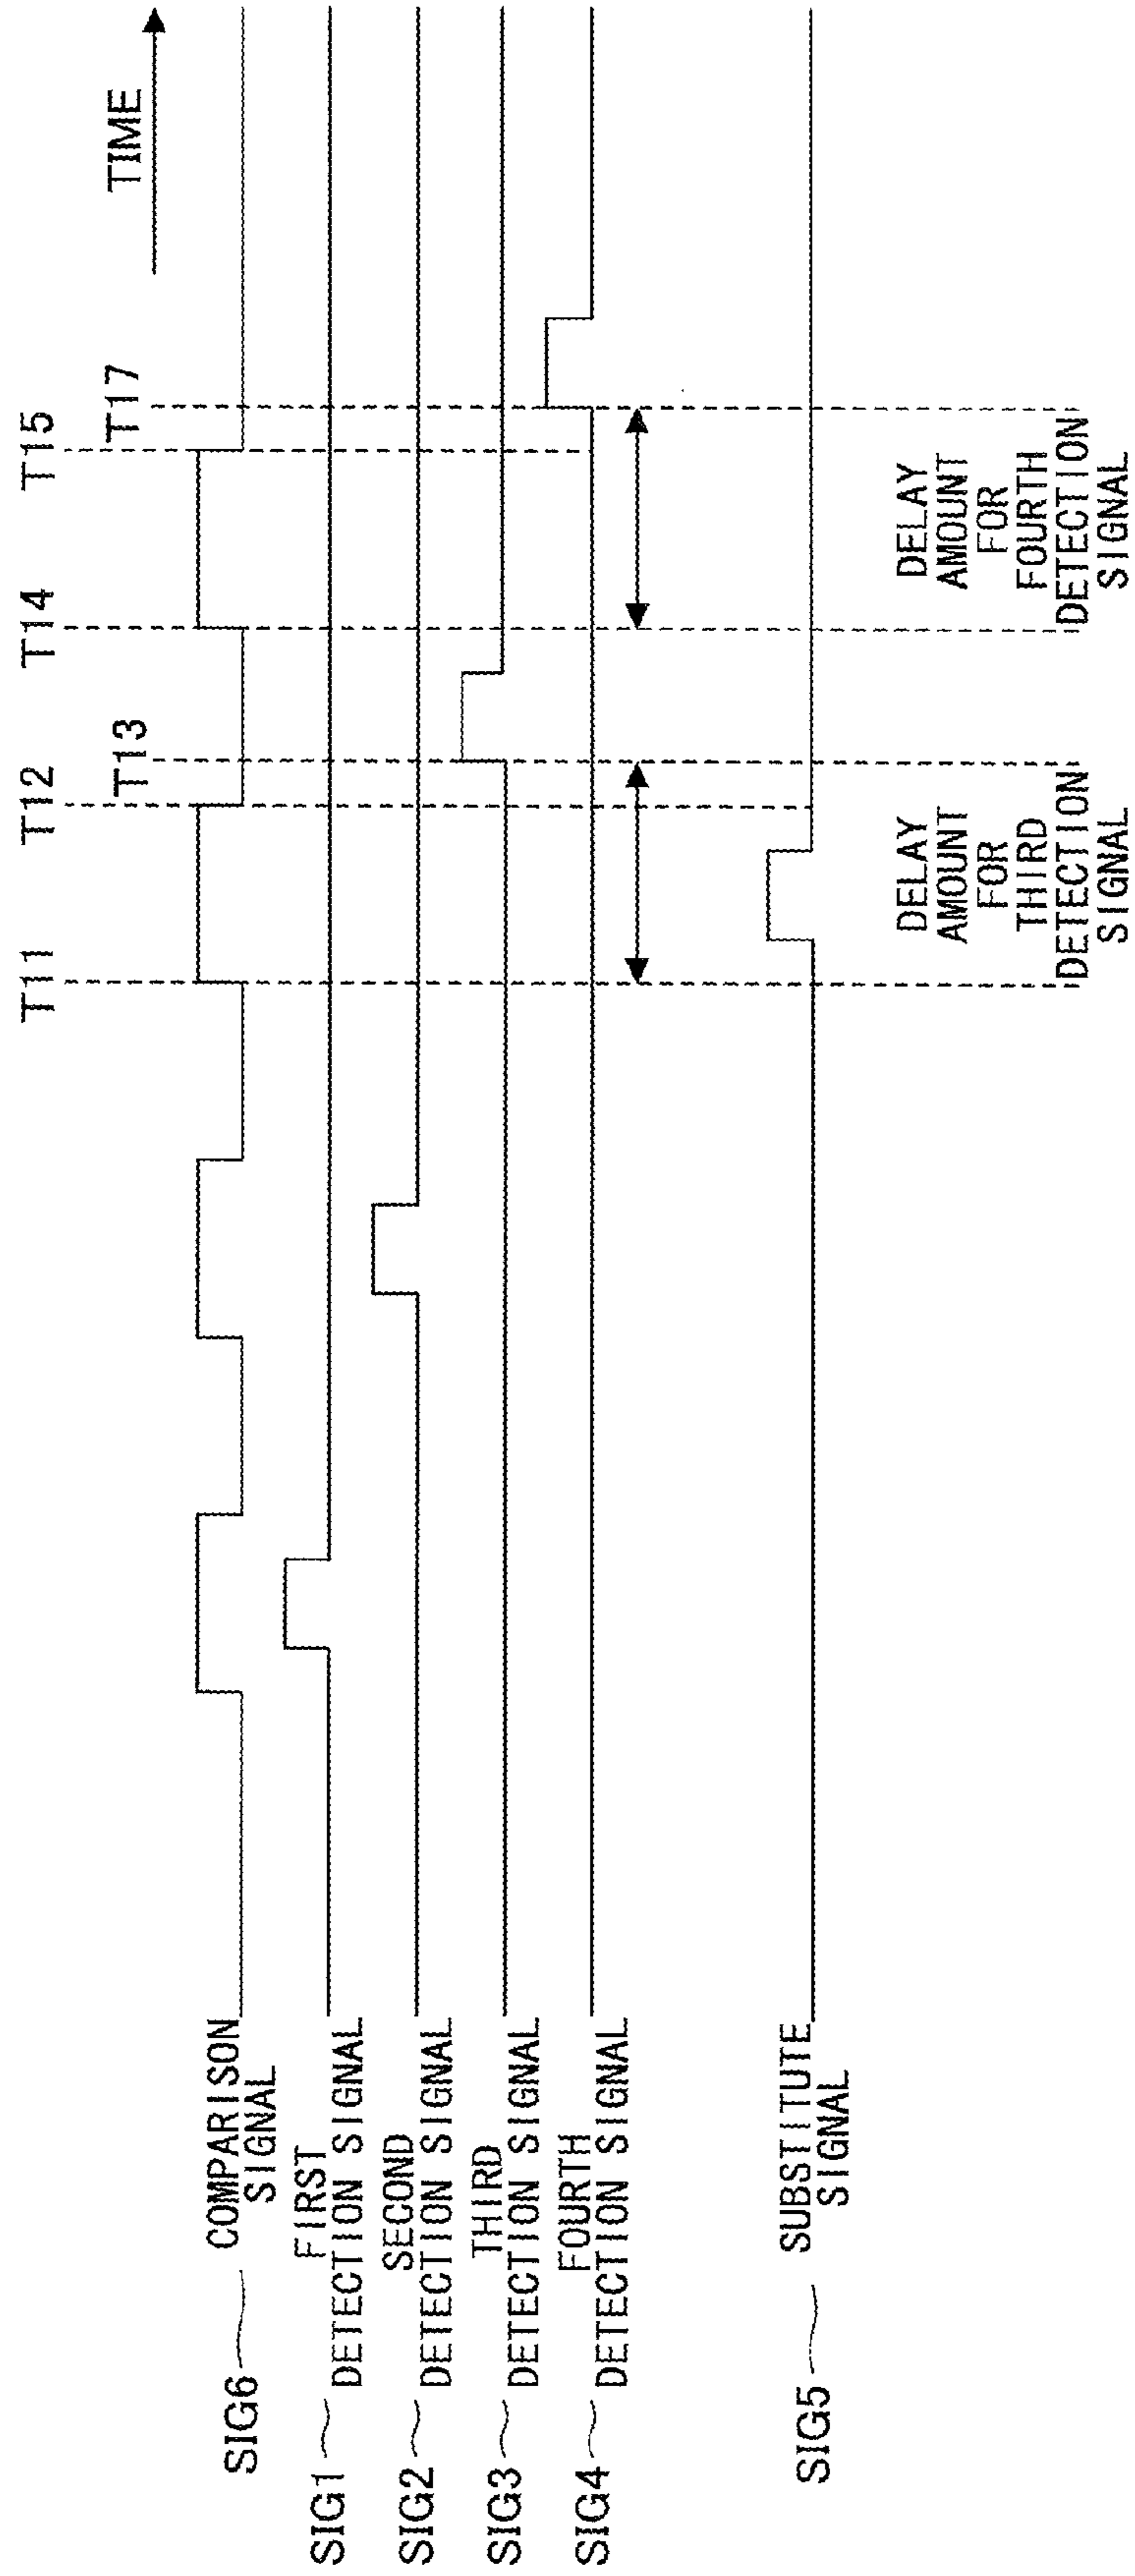 TIME
T11
T12
T13
T14
T15
T17
SIG6
COMPARISON
SIGNAL
SIG1
FIRST
DETECTION SIGNAL
SIG2
SECOND
DETECTION SIGNAL
SIG3
THIRD
DETECTION SIGNAL
SIG4
FOURTH
DETECTION SIGNAL
SIG5
SUBSTITUTE
SIGNAL
DELAY
AMOUNT
FOR
THIRD
DETECTION
SIGNAL
DELAY
AMOUNT
FOR
FOURTH
DETECTION
SIGNAL